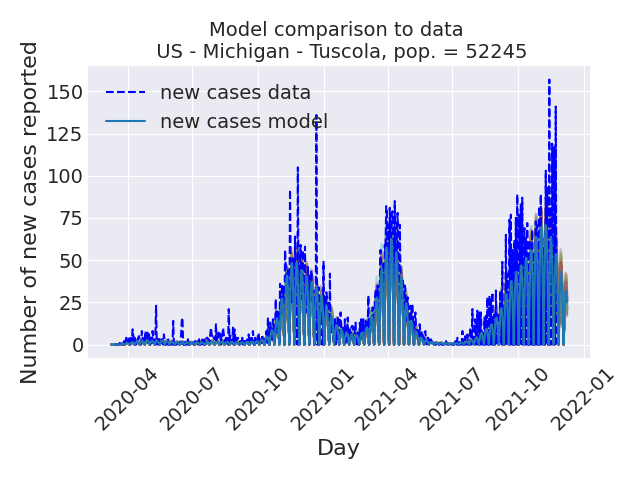 Model comparison to data
US - Michigan - Tuscola, pop. = 52245
Number of new cases reported
150
125
100
75
50
25
0
new cases data
new cases model
2020-04
2020-07
2020-10
2021-01
2021-04
2021-07
2021-10
2022-01
Day